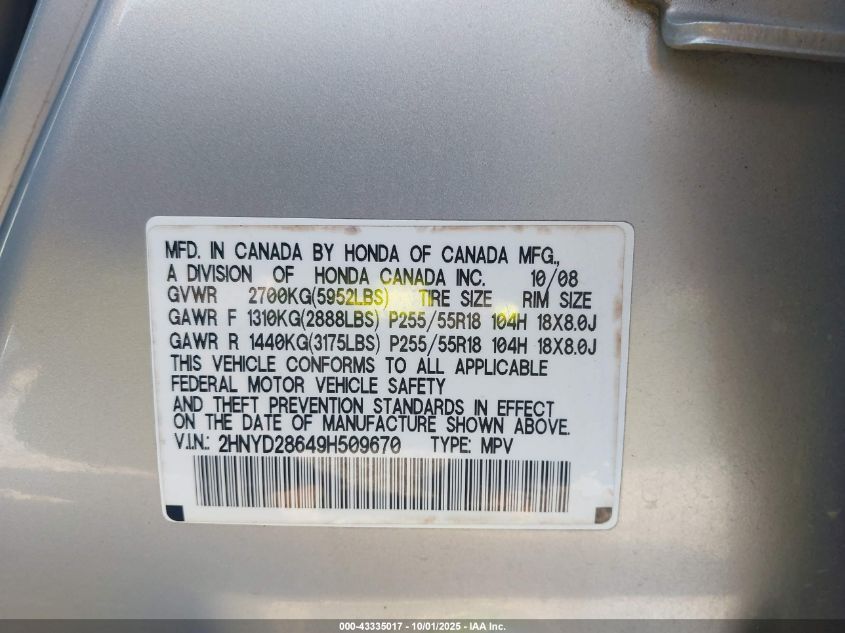 MFD. IN CANADA BY HONDA OF CANADA MFG.,
A DIVISION OF HONDA CANADA INC. 10/08
GVWR 2700KG(5952LBS) TIRE SIZE RIM SIZE
GAWR F 1310KG(2888LBS) P255/55R18 104H 18X8.0J
GAWR R 1440KG(3175LBS) P255/55R18 104H 18X8.0J
THIS VEHICLE CONFORMS TO ALL APPLICABLE
FEDERAL MOTOR VEHICLE SAFETY
AND THEFT PREVENTION STANDARDS IN EFFECT
ON THE DATE OF MANUFACTURE SHOWN ABOVE.
V.I.N.: 2HNYD28649H509670 TYPE: MPV
000-43335017 - 10/01/2025 - IAA Inc.